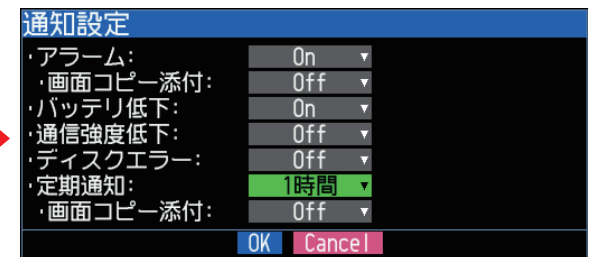 通知設定
・アラーム： On ▼
・画面コピー添付： Off ▼
・バッテリ低下： On ▼
・通信強度低下： Off ▼
・ディスクエラー： Off ▼
・定期通知： 1時間 ▼
・画面コピー添付： Off ▼
OK Cancel